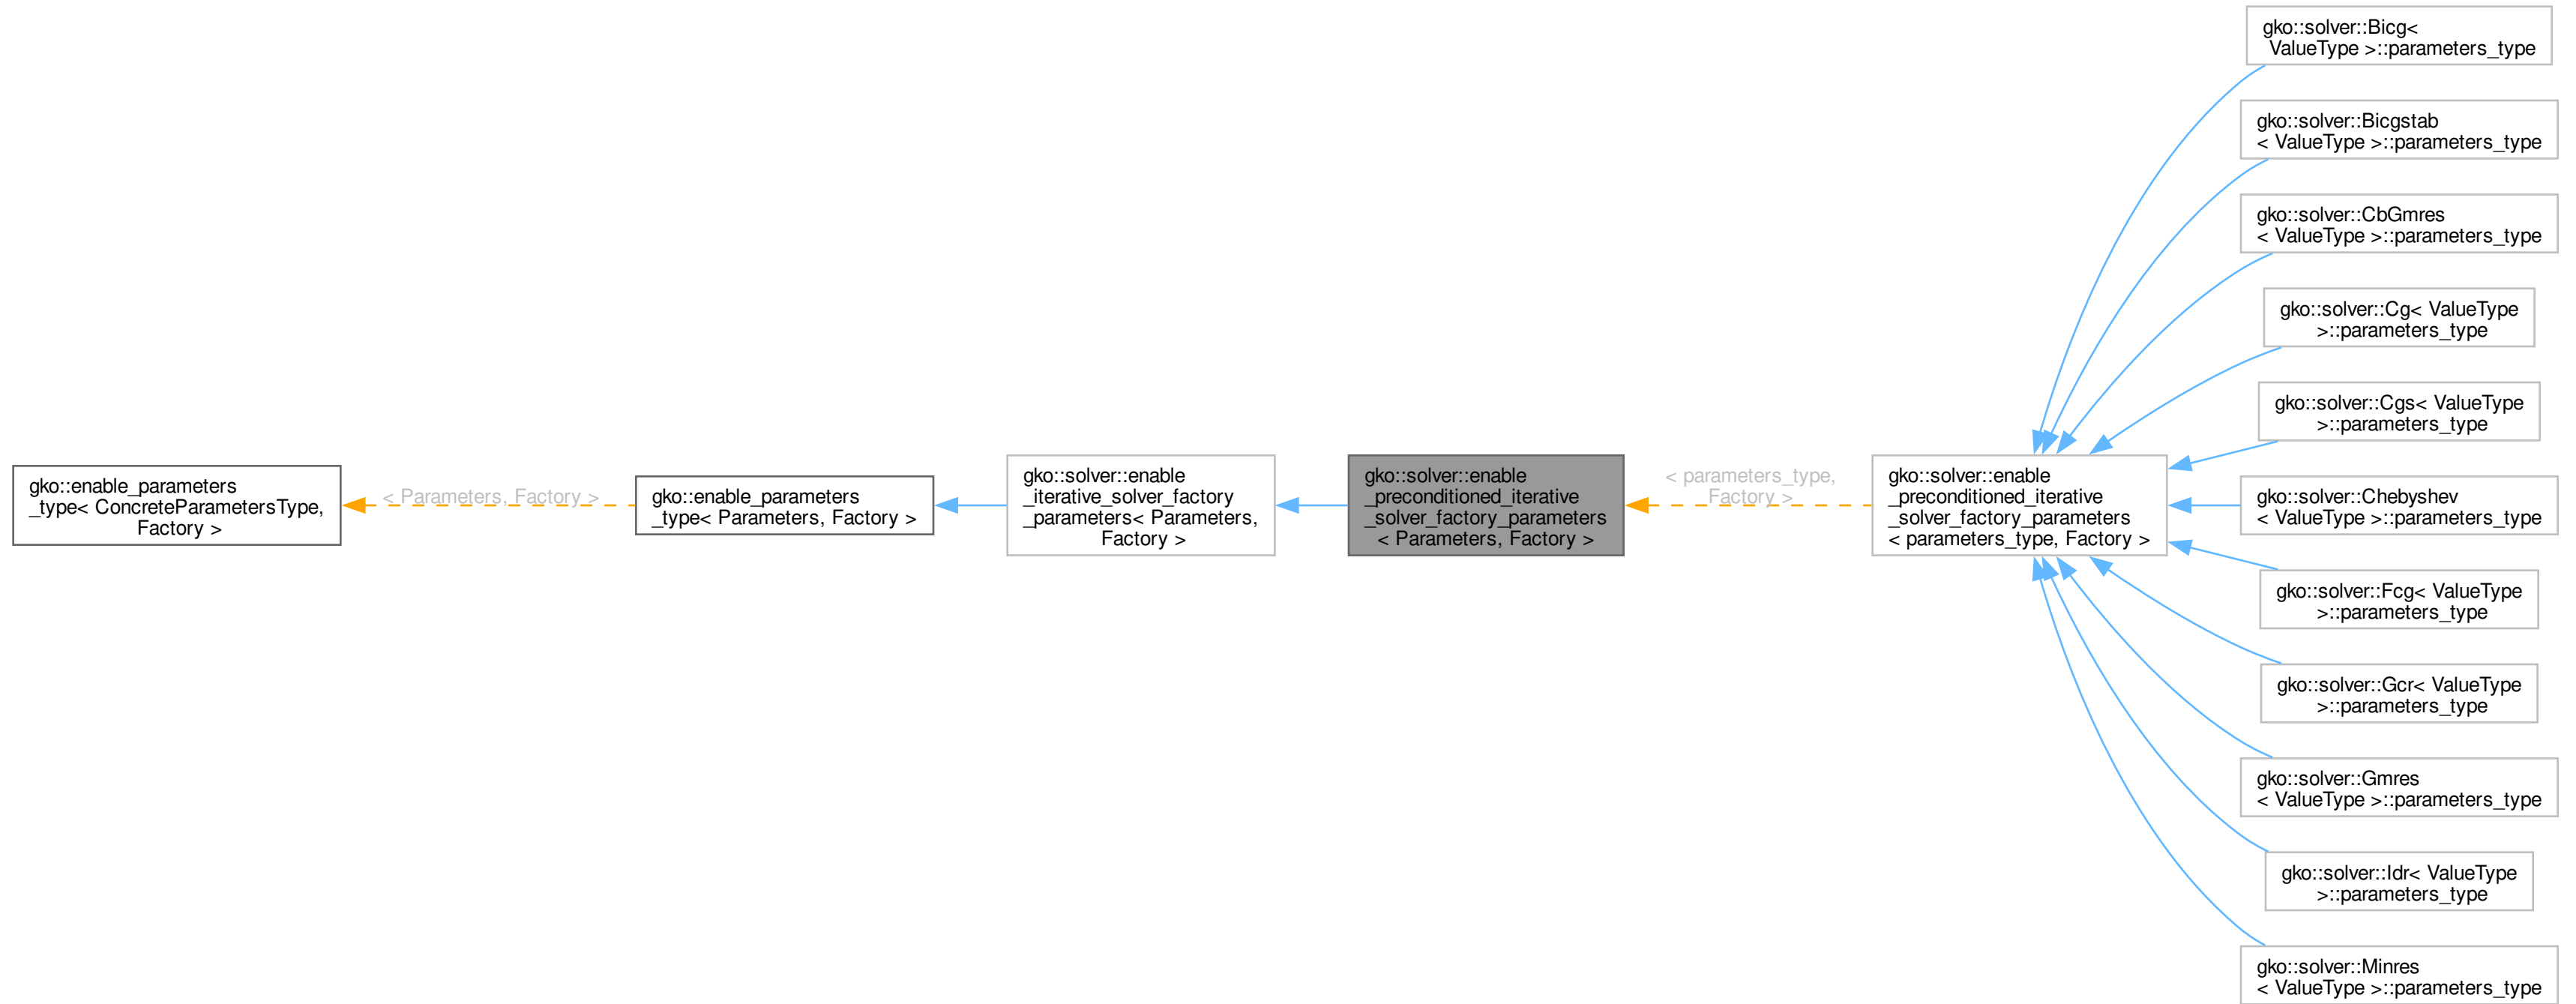 gko::solver::Bicg<
ValueType >::parameters_type
gko::solver::Bicgstab
< ValueType >::parameters_type
gko::solver::CbGmres
< ValueType >::parameters_type
gko::solver::Cg< ValueType
>::parameters_type
gko::solver::Cgs< ValueType
>::parameters_type
gko::enable_parameters
_type< ConcreteParametersType,
Factory >
< Parameters, Factory >
gko::enable_parameters
_type< Parameters, Factory >
gko::solver::enable
_iterative_solver_factory
_parameters< Parameters,
Factory >
gko::solver::enable
_preconditioned_iterative
_solver_factory_parameters
< Parameters, Factory >
< parameters_type,
Factory >
gko::solver::enable
_preconditioned_iterative
_solver_factory_parameters
< parameters_type, Factory >
gko::solver::Chebyshev
< ValueType >::parameters_type
gko::solver::Fcg< ValueType
>::parameters_type
gko::solver::Gcr< ValueType
>::parameters_type
gko::solver::Gmres
< ValueType >::parameters_type
gko::solver::Idr< ValueType
>::parameters_type
gko::solver::Minres
< ValueType >::parameters_type